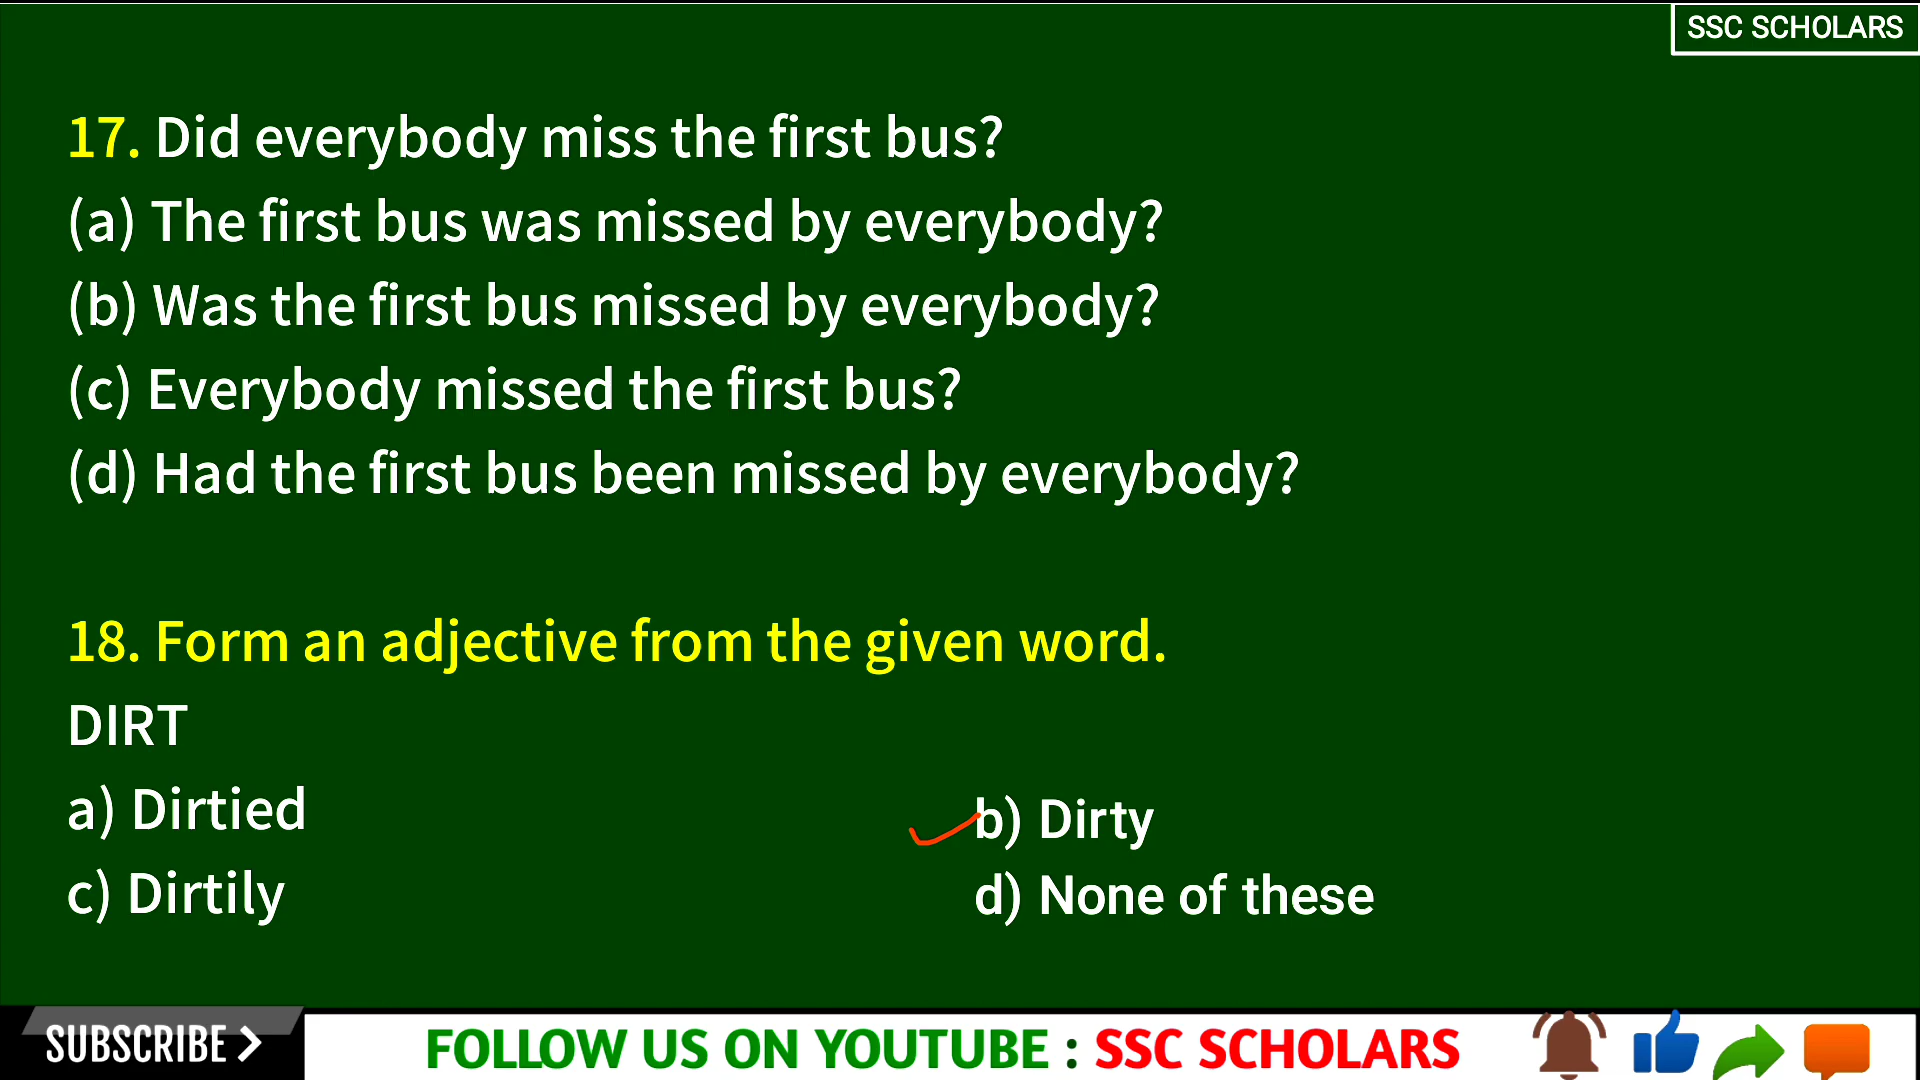 SSC SCHOLARS
17. Did everybody miss the first bus?
(a) The first bus was missed by everybody?
(b) Was the first bus missed by everybody?
(c) Everybody missed the first bus?
(d) Had the first bus been missed by everybody?
18. Form an adjective from the given word.
DIRT
a) Dirtied
b) Dirty
c) Dirtily
d) None of these
SUBSCRIBE
FOLLOW US ON YOUTUBE : SSC SCHOLARS